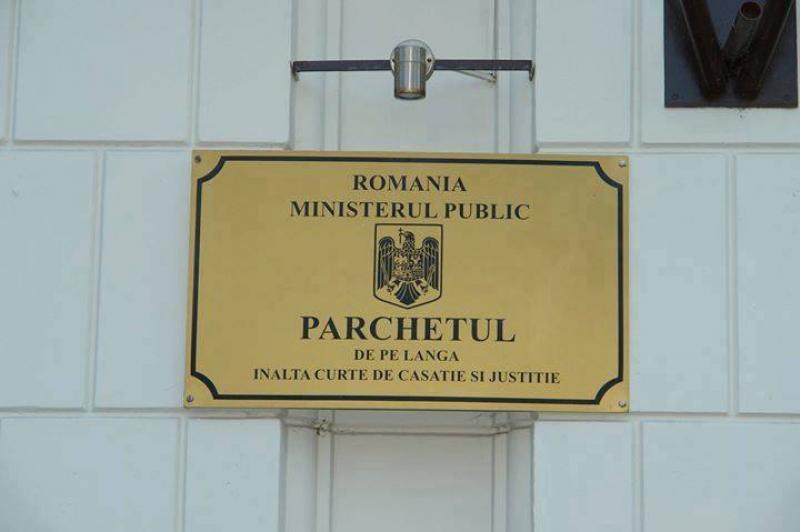 ROMANIA
MINISTERUL PUBLIC
PARCHETUL
DE PE LANGA
INALTA CURTE DE CASATIE SI JUSTITIE